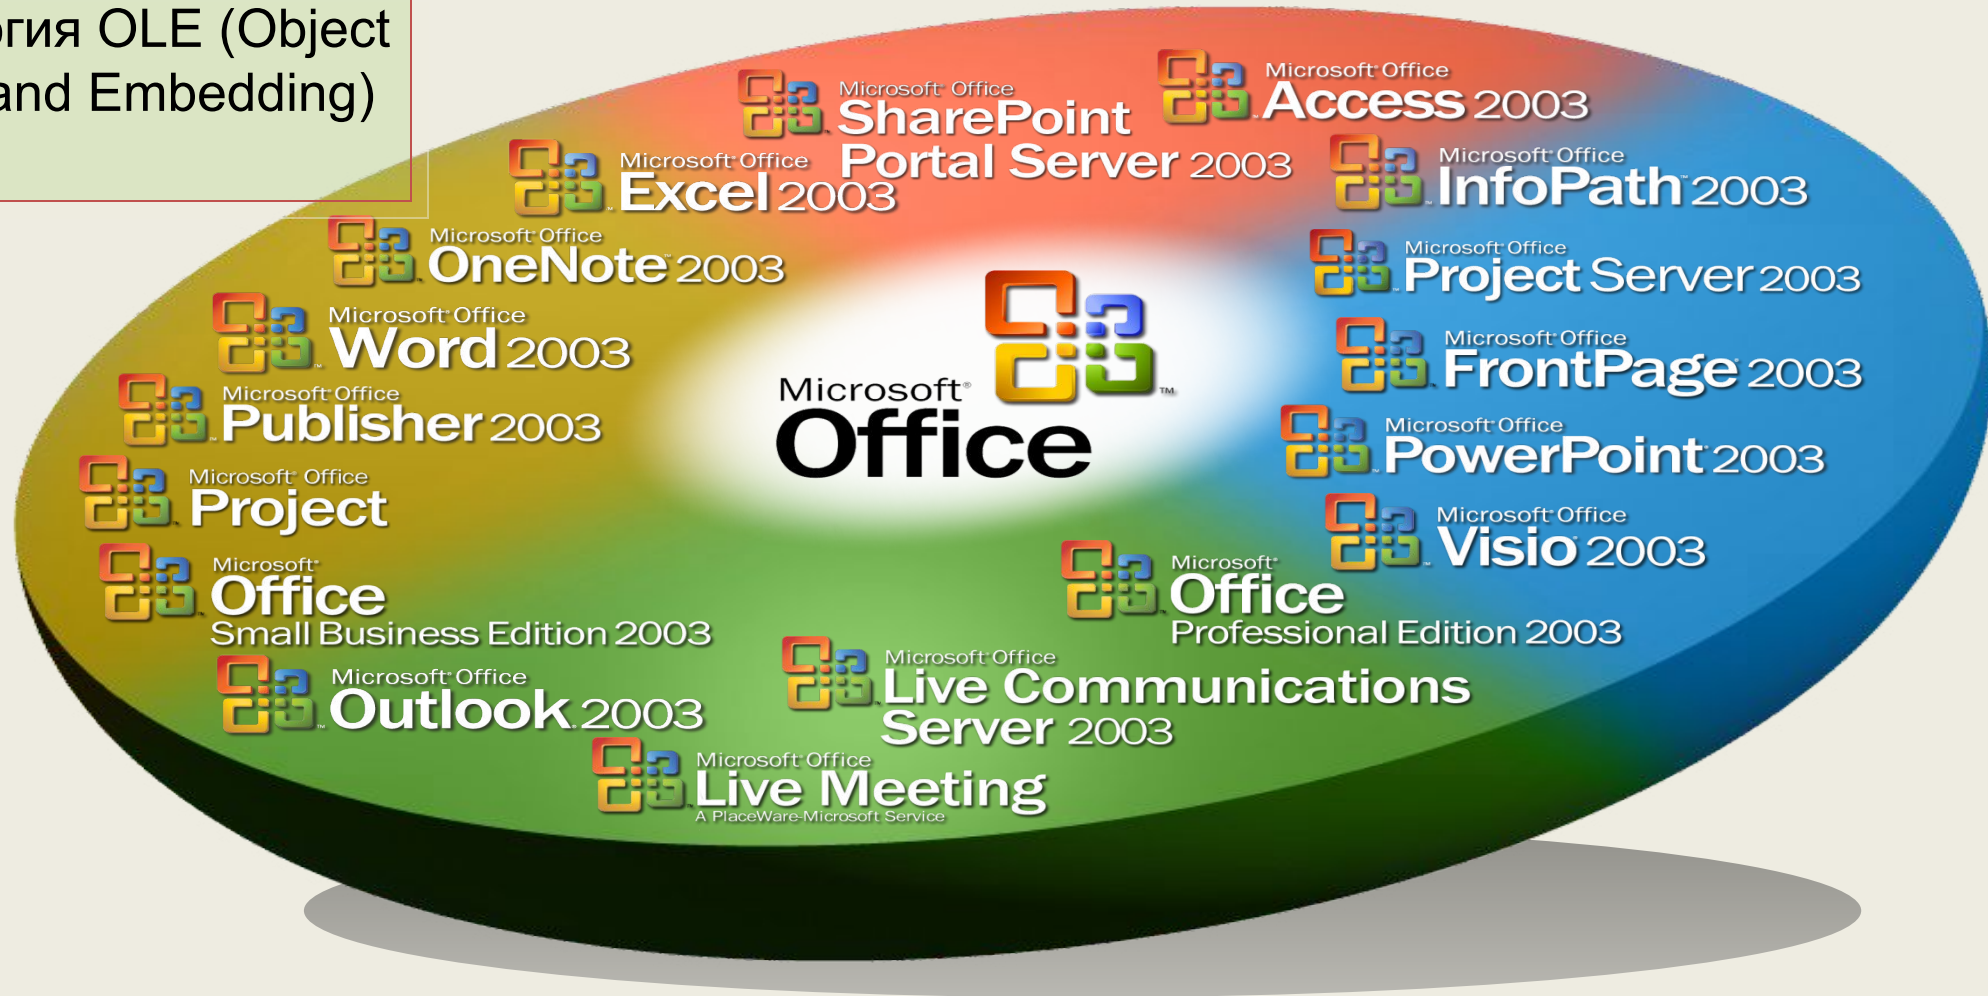 огия OLE (Object
and Embedding)
Microsoft Office
SharePoint
Portal Server 2003
Microsoft Office
Access 2003
Microsoft Office
Excel 2003
Microsoft Office
InfoPath 2003
Microsoft Office
OneNote 2003
Microsoft Office
Project Server 2003
Microsoft Office
Word 2003
Microsoft Office
FrontPage 2003
Microsoft®
Office
™
Microsoft Office
Publisher 2003
Microsoft Office
PowerPoint 2003
Microsoft Office
Project
Microsoft Office
Visio 2003
Microsoft
Office
Small Business Edition 2003
Microsoft
Office
Professional Edition 2003
Microsoft Office
Outlook 2003
Microsoft Office
Live Communications
Server 2003
Microsoft Office
Live Meeting
A PlaceWare-Microsoft Service